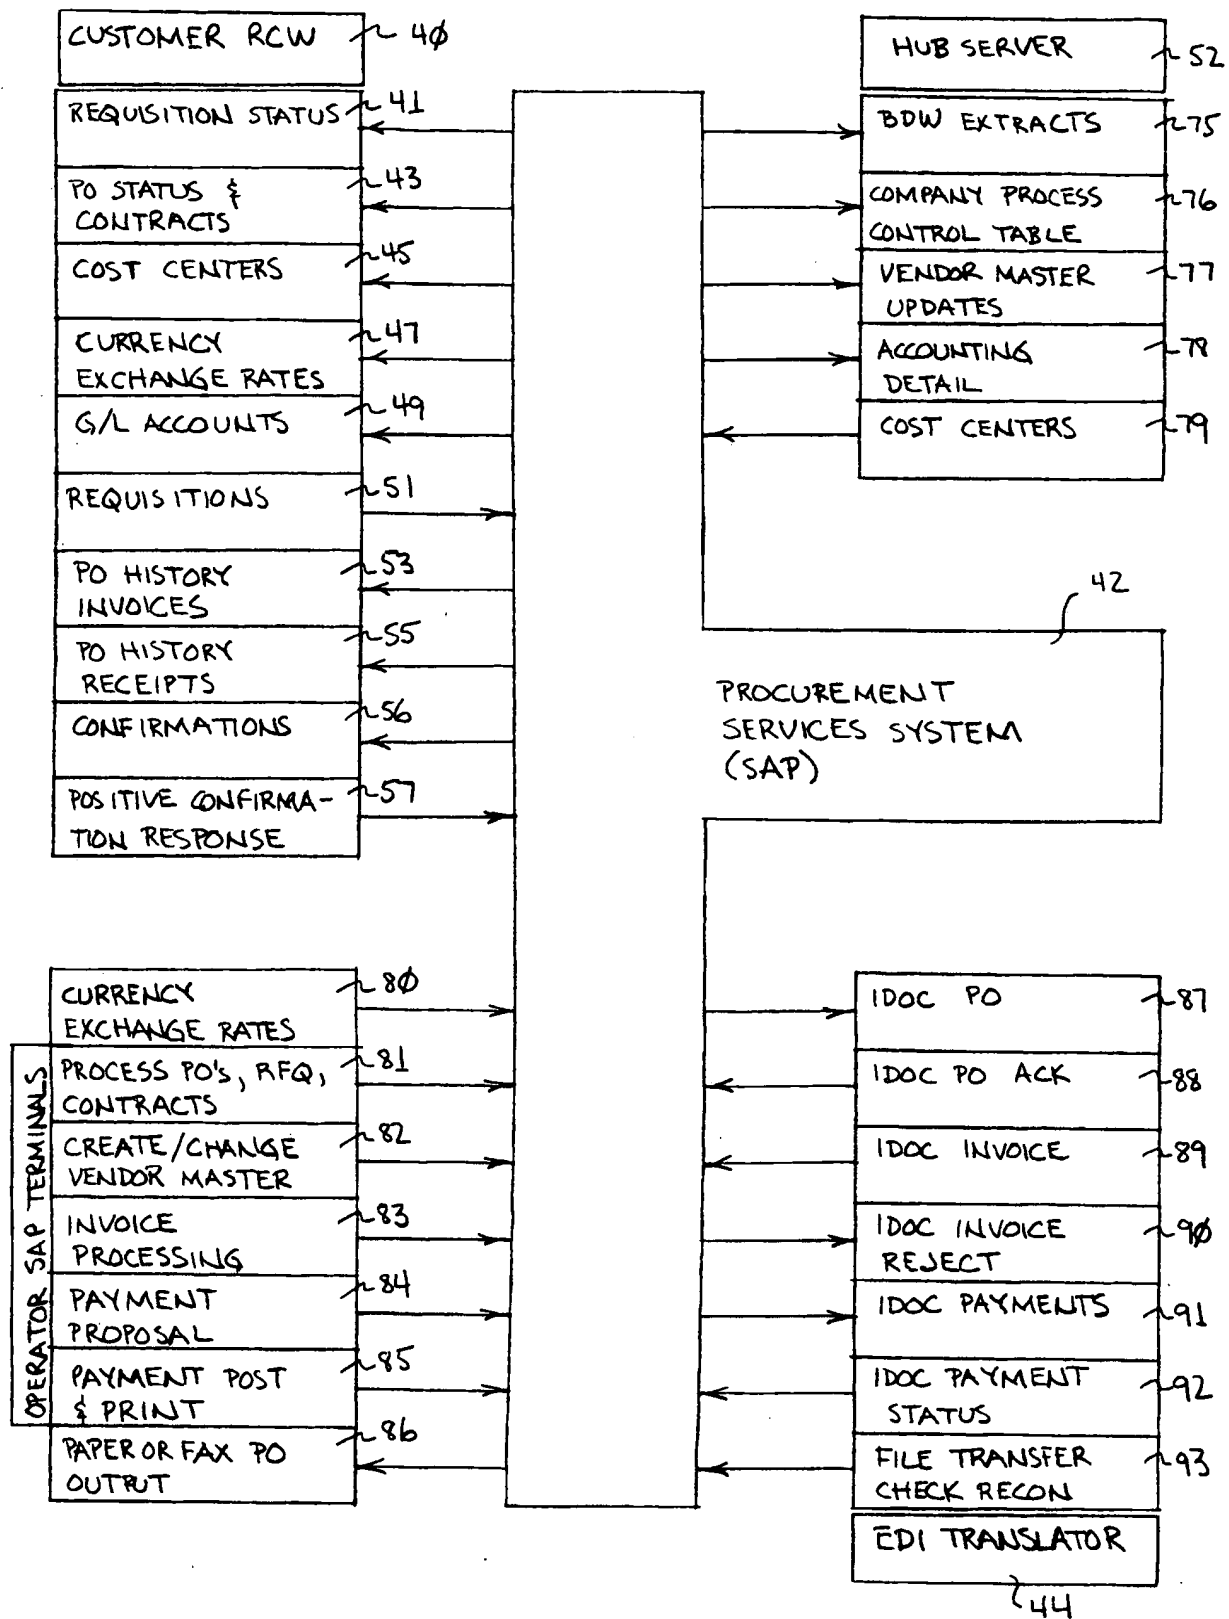 CUSTOMER RCW 4Ø
REQUISITION STATUS 41
PO STATUS & 43
CONTRACTS
COST CENTERS 45
CURRENCY 47
EXCHANGE RATES
G/L ACCOUNTS 49
REQUISITIONS 51
PO HISTORY 53
INVOICES
PO HISTORY 55
RECEIPTS
CONFIRMATIONS 56
POSITIVE CONFIRMA- 57
TION RESPONSE
HUB SERVER 52
BDW EXTRACTS 75
COMPANY PROCESS 76
CONTROL TABLE
VENDOR MASTER 77
UPDATES
ACCOUNTING 78
DETAIL
COST CENTERS 79
42
PROCUREMENT
SERVICES SYSTEM
(SAP)
CURRENCY 8Ø
EXCHANGE RATES
OPERATOR SAP TERMINALS
PROCESS PO's, RFQ, 81
CONTRACTS
CREATE/CHANGE 82
VENDOR MASTER
INVOICE 83
PROCESSING
PAYMENT 84
PROPOSAL
PAYMENT POST 85
& PRINT
PAPER OR FAX PO 86
OUTPUT
IDOC PO 87
IDOC PO ACK 88
IDOC INVOICE 89
IDOC INVOICE 9Ø
REJECT
IDOC PAYMENTS 91
IDOC PAYMENT 92
STATUS
FILE TRANSFER 93
CHECK RECON
EDI TRANSLATOR
44